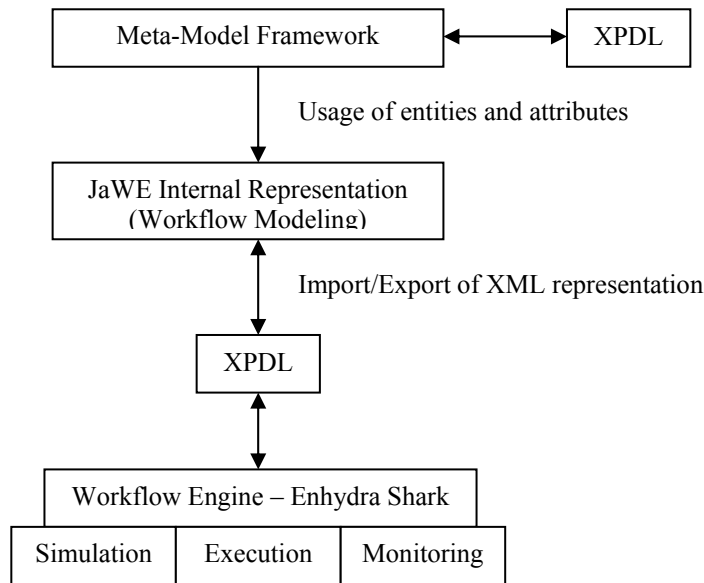 Meta-Model Framework
XPDL
Usage of entities and attributes
JaWE Internal Representation
(Workflow Modeling)
Import/Export of XML representation
XPDL
Workflow Engine – Enhydra Shark
Simulation
Execution
Monitoring